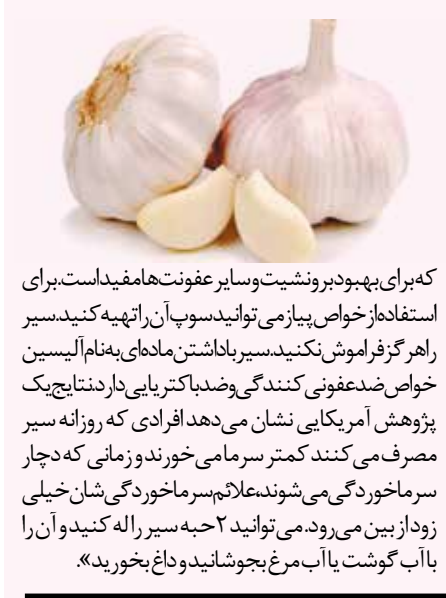 که برای بهبود برونشیت و سایر عفونت‌ها مفید است. برای
استفاده از خواص پیاز می توانید سوپ آن را تهیه کنید. سیر
را هرگز فراموش نکنید. سیر با داشتن ماده‌ای به نام آلیسین
خواص ضدعفونی کنندگی و ضدباکتریایی دارد. نتایج یک
پژوهش آمریکایی نشان می‌دهد افرادی که روزانه سیر
مصرف می کنند کمتر سرما می خورند و زمانی که دچار
سرماخوردگی می شوند، علائم سرماخوردگی شان خیلی
زود از بین می رود. می توانید ۲ حبه سیر را له کنید و آن را
با آب گوشت یا آب مرغ بجوشانید و داغ بخورید».